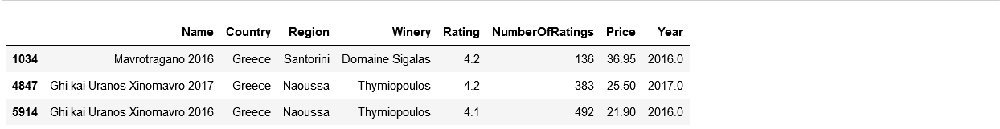 Name Country Region Winery Rating NumberOfRatings Price Year
1034 Mavrotragano 2016 Greece Santorini Domaine Sigalas 4.2 136 36.95 2016.0
4847 Ghi kai Uranos Xinomavro 2017 Greece Naoussa Thymiopoulos 4.2 383 25.50 2017.0
5914 Ghi kai Uranos Xinomavro 2016 Greece Naoussa Thymiopoulos 4.1 492 21.90 2016.0